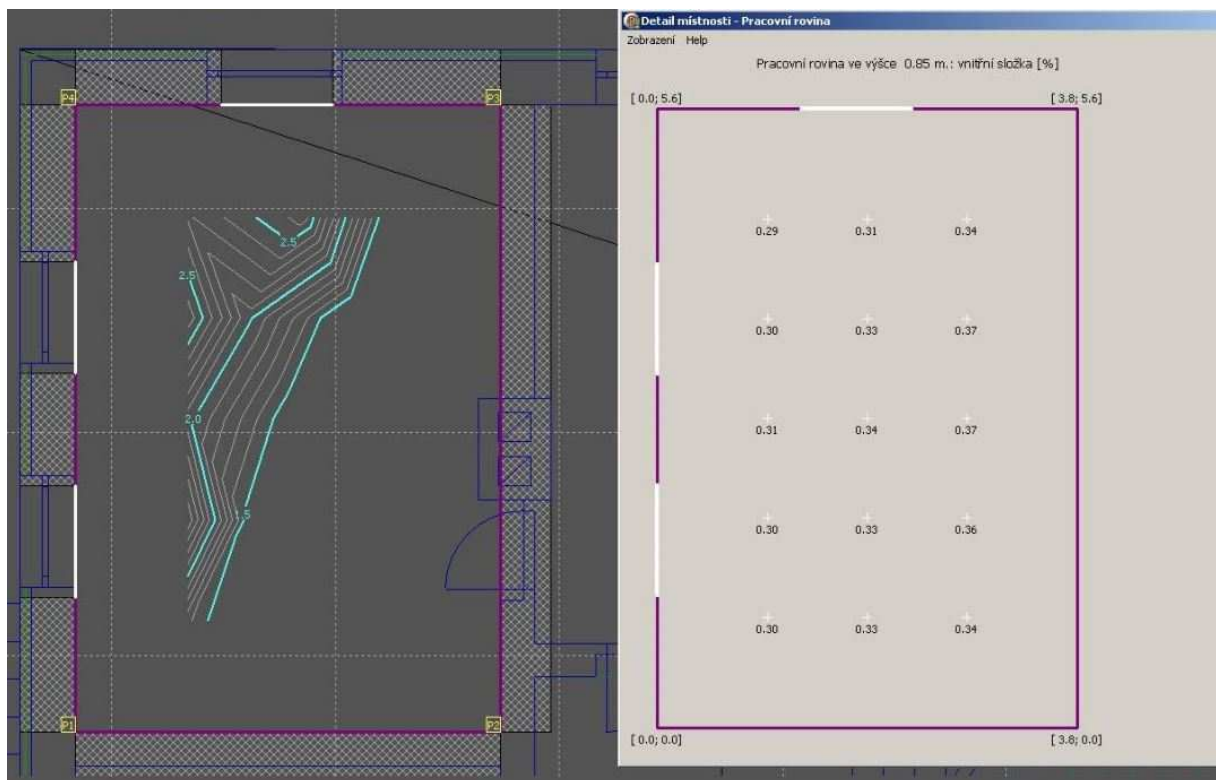 P4
P3
2.5
2.5
2.0
1.5
P1
P2
Detail místnosti - Pracovní rovina
Zobrazení Help
Pracovní rovina ve výšce 0.85 m.: vnitřní složka [%]
[ 0.0; 5.6]
[ 3.8; 5.6]
0.29 0.31 0.34
0.30 0.33 0.37
0.31 0.34 0.37
0.30 0.33 0.36
0.30 0.33 0.34
[ 0.0; 0.0]
[ 3.8; 0.0]